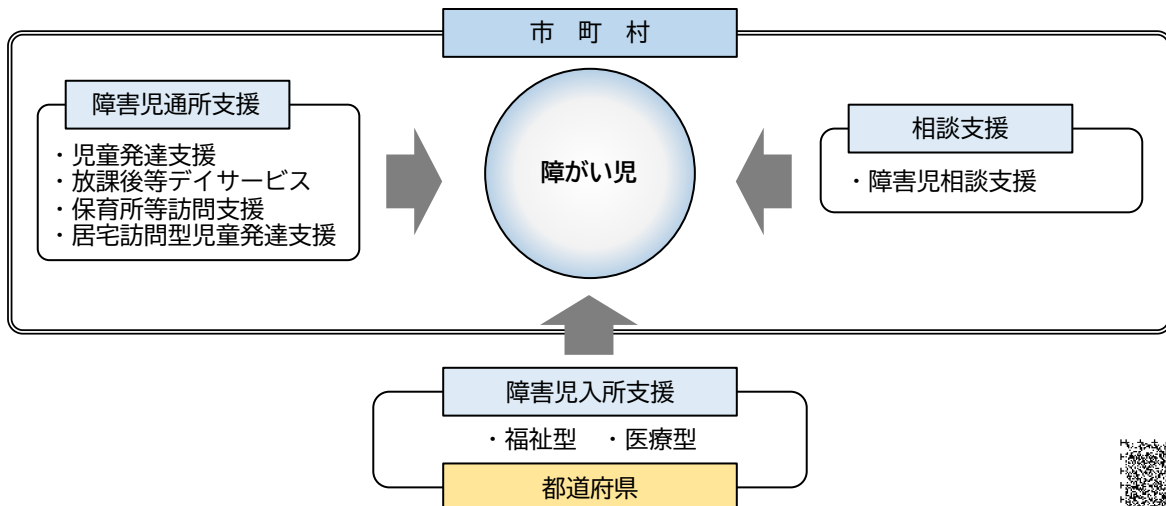 市　町　村
障害児通所支援
・児童発達支援
・放課後等デイサービス
・保育所等訪問支援
・居宅訪問型児童発達支援
障がい児
相談支援
・障害児相談支援
障害児入所支援
・福祉型　・医療型
都道府県